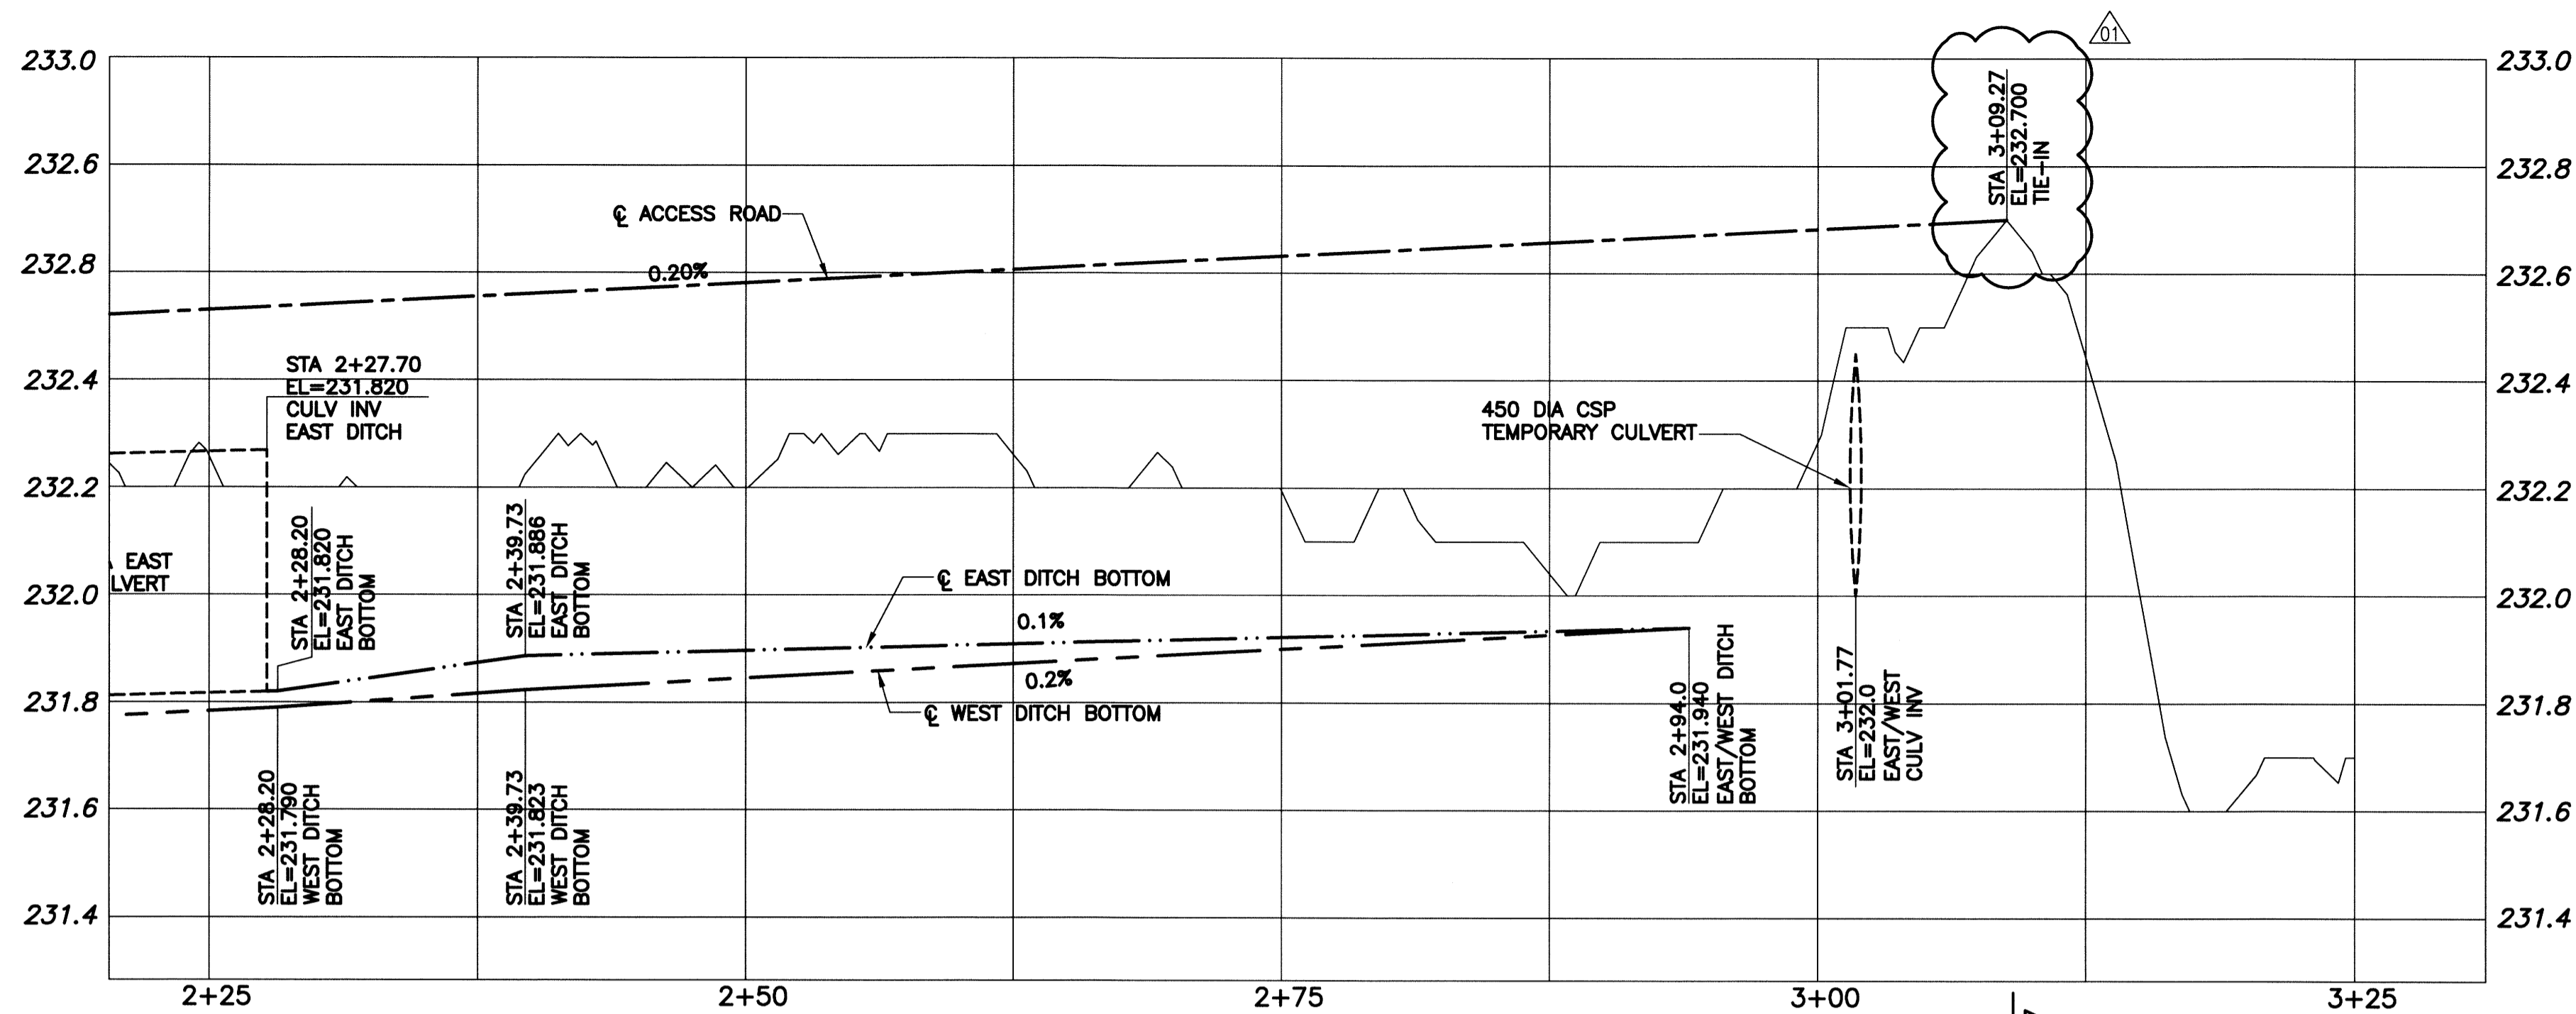 01
233.0
233.0
STA 3+09.27
EL=232.700
TIE-IN
232.6
232.8
℄ ACCESS ROAD
0.20%
232.8
232.6
STA 2+27.70
EL=231.820
CULV INV
EAST DITCH
232.4
232.4
450 DIA CSP
TEMPORARY CULVERT
232.2
232.2
EAST
LVERT
STA 2+28.20
EL=231.820
EAST DITCH
BOTTOM
STA 2+39.73
EL=231.886
EAST DITCH
BOTTOM
℄ EAST DITCH BOTTOM
232.0
232.0
0.1%
0.2%
℄ WEST DITCH BOTTOM
231.8
231.8
STA 2+94.0
EL=231.940
EAST/WEST DITCH
BOTTOM
STA 3+01.77
EL=232.0
EAST/WEST
CULV INV
STA 2+28.20
EL=231.790
WEST DITCH
BOTTOM
STA 2+39.73
EL=231.823
WEST DITCH
BOTTOM
231.6
231.6
231.4
231.4
2+25
2+50
2+75
3+00
3+25